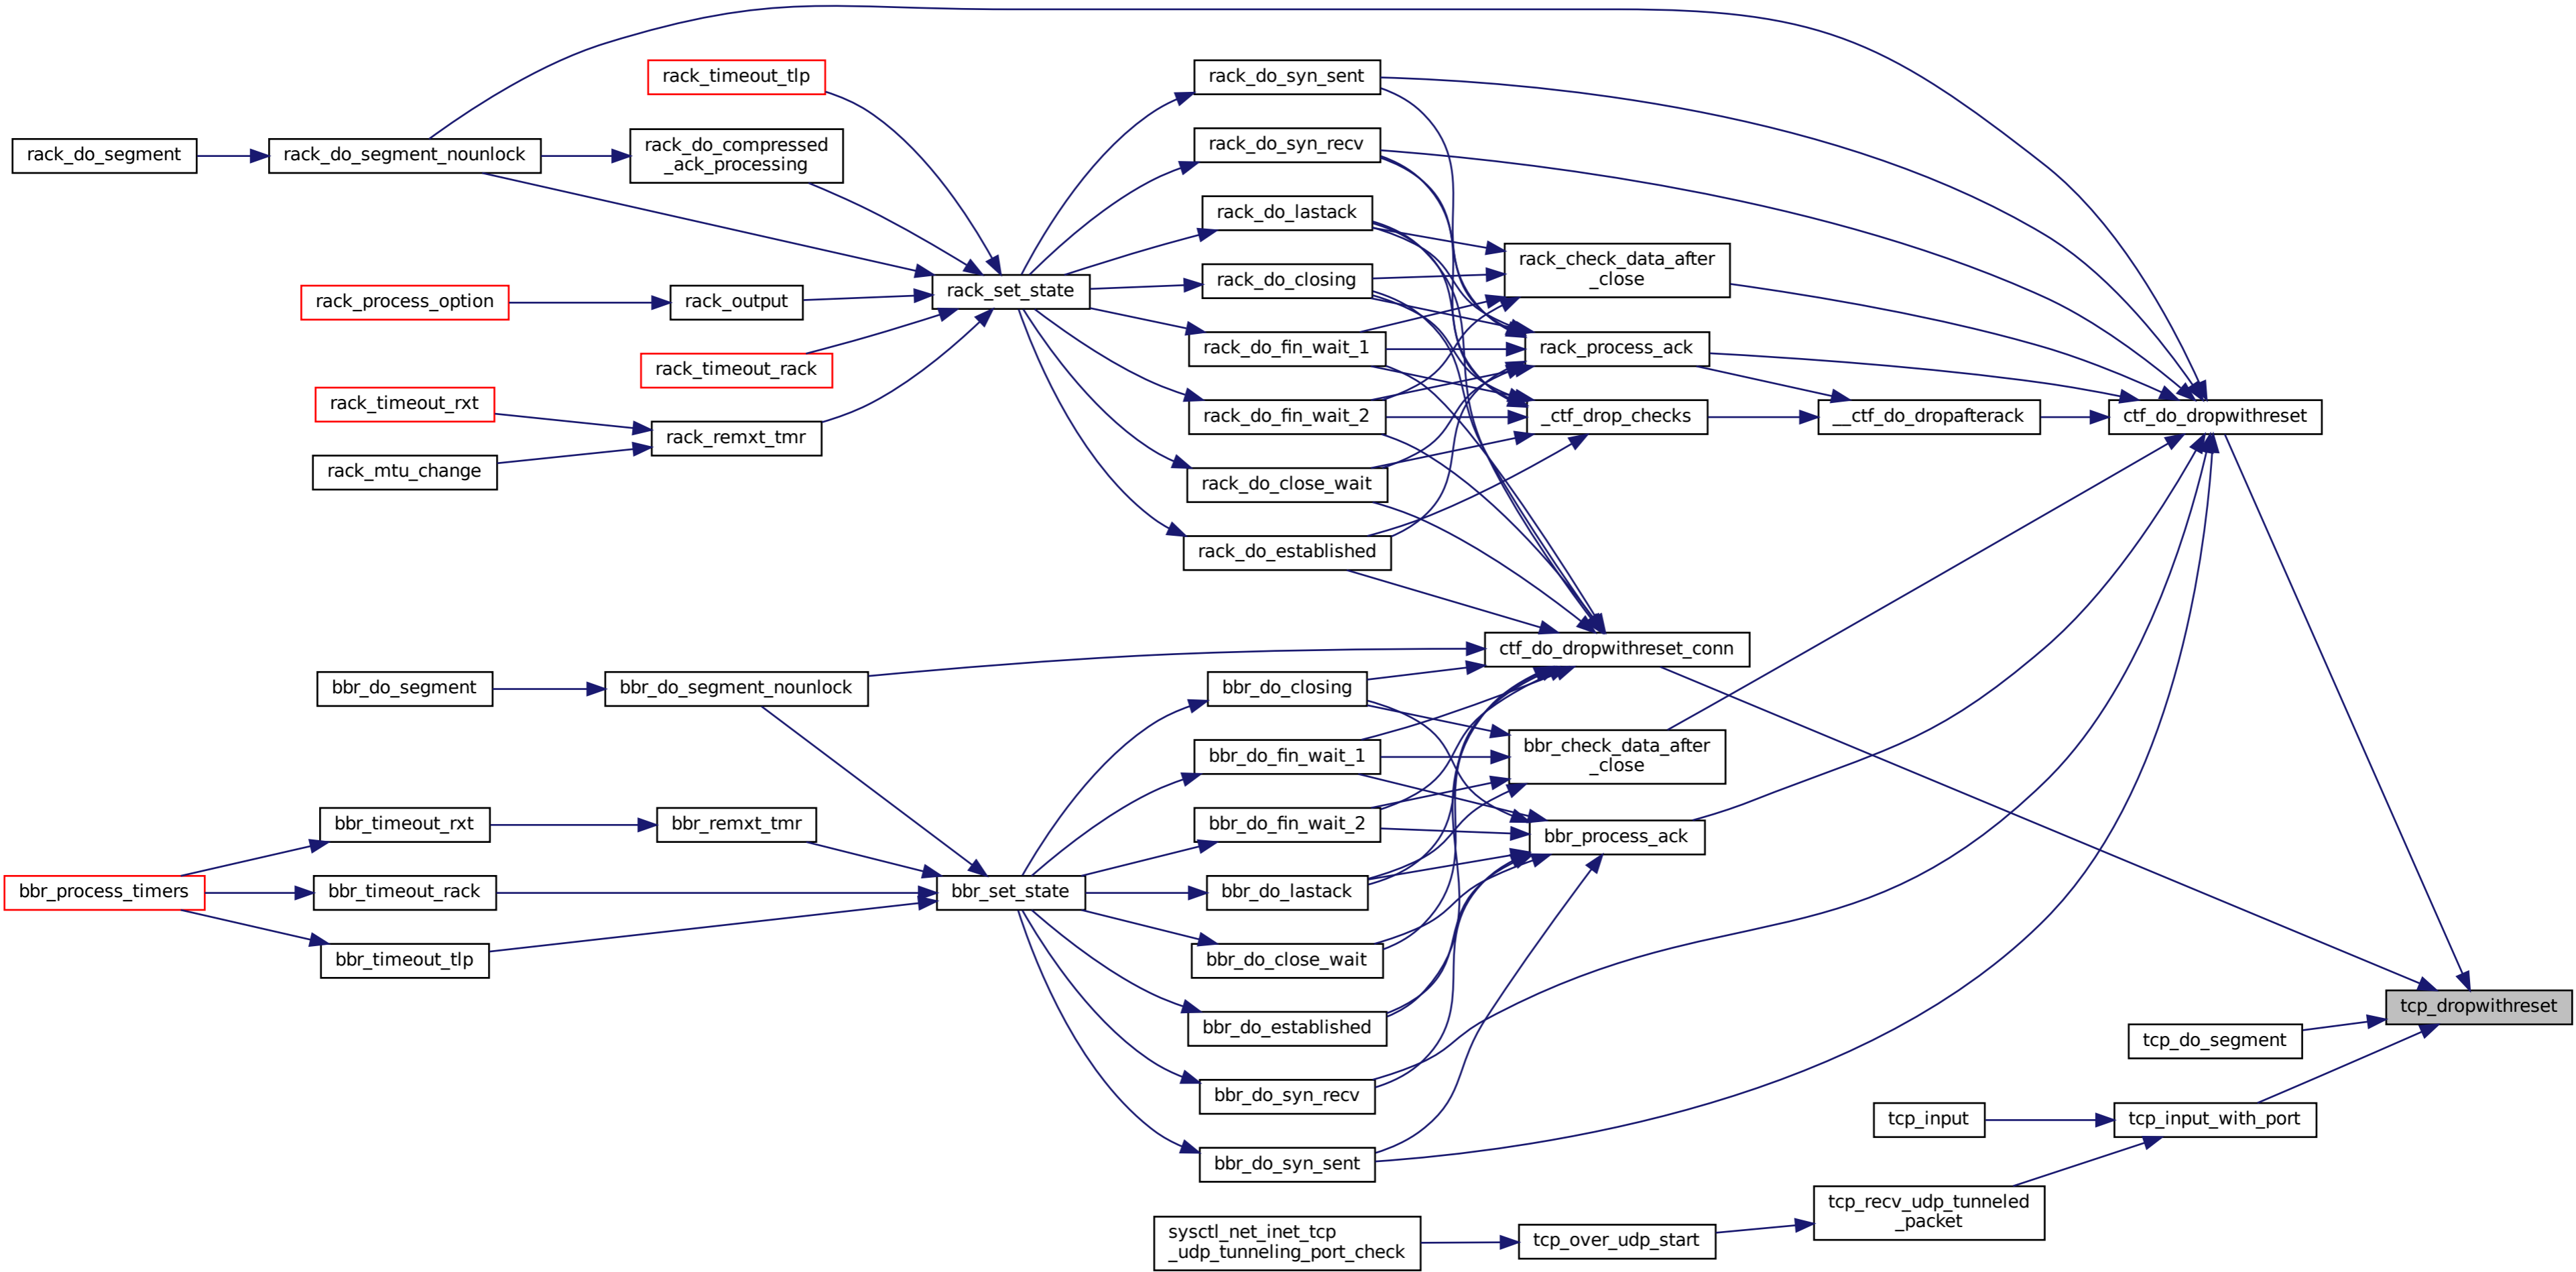 rack_timeout_tlp
rack_do_syn_sent
rack_do_segment
rack_do_segment_nounlock
rack_do_compressed
_ack_processing
rack_do_syn_recv
rack_do_lastack
rack_check_data_after
_close
rack_process_option
rack_output
rack_set_state
rack_do_closing
rack_timeout_rack
rack_do_fin_wait_1
rack_process_ack
rack_timeout_rxt
rack_remxt_tmr
rack_do_fin_wait_2
_ctf_drop_checks
__ctf_do_dropafterack
ctf_do_dropwithreset
rack_mtu_change
rack_do_close_wait
rack_do_established
ctf_do_dropwithreset_conn
bbr_do_segment
bbr_do_segment_nounlock
bbr_do_closing
bbr_do_fin_wait_1
bbr_check_data_after
_close
bbr_timeout_rxt
bbr_remxt_tmr
bbr_do_fin_wait_2
bbr_process_ack
bbr_process_timers
bbr_timeout_rack
bbr_set_state
bbr_do_lastack
bbr_timeout_tlp
bbr_do_close_wait
bbr_do_established
tcp_dropwithreset
tcp_do_segment
bbr_do_syn_recv
tcp_input
tcp_input_with_port
bbr_do_syn_sent
tcp_recv_udp_tunneled
_packet
sysctl_net_inet_tcp
_udp_tunneling_port_check
tcp_over_udp_start